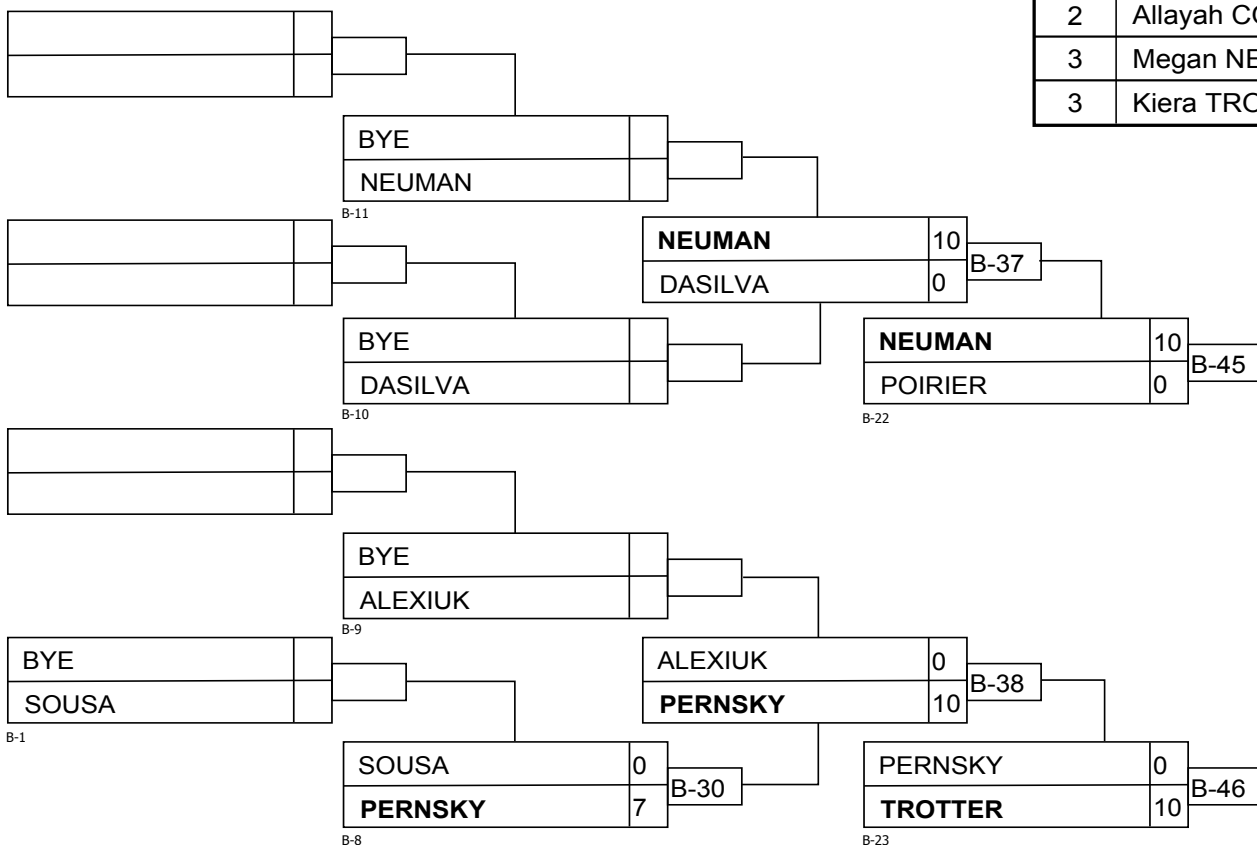 2 Allayah
3 Megan
3 Kiera
BYE
NEUMAN
B-11
NEUMAN 10
B-37
DASILVA 0
BYE
DASILVA
B-10
NEUMAN 10
B-45
POIRIER 0
B-22
BYE
ALEXIUK
B-9
BYE
SOUSA
B-1
ALEXIUK 0
B-38
PERNSKY 10
SOUSA 0
B-30
PERNSKY 7
B-8
PERNSKY 0
B-46
TROTTER 10
B-23